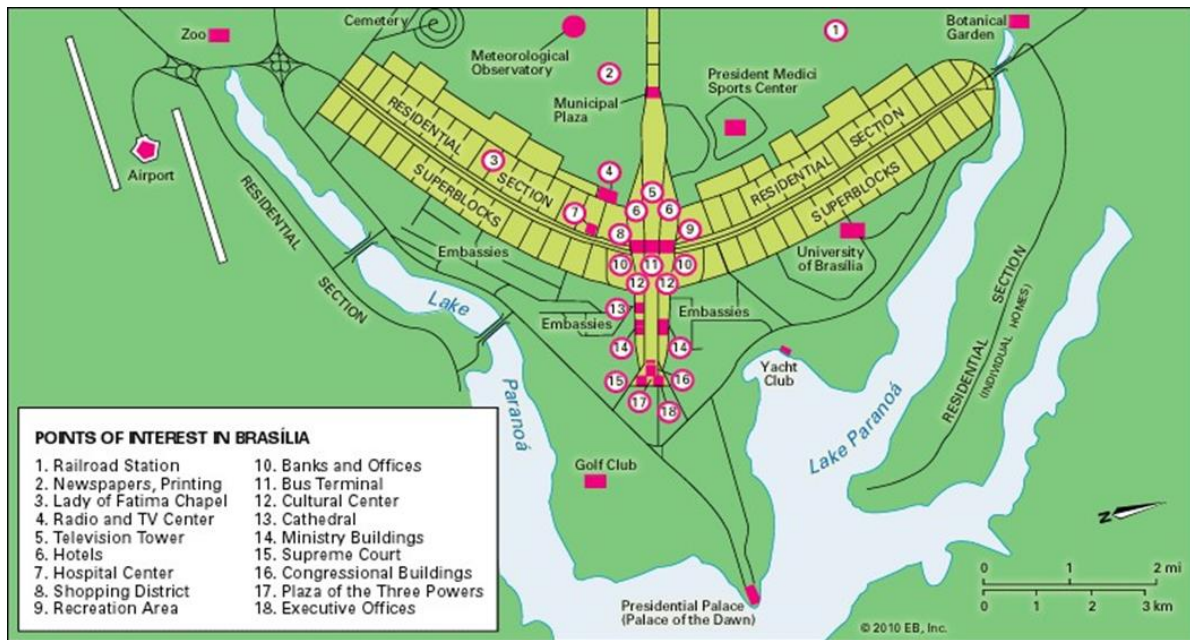 Cemetery
Zoo
Meteorological
Observatory
2
Municipal
Plaza
1
Botanical
Garden
President Medici
Sports Center
Airport
RESIDENTIAL SECTION
3
SUPERBLOCKS
4
5
6
6
7
8
9
RESIDENTIAL SECTION
SUPERBLOCKS
RESIDENTIAL SECTION
Embassies
10
11
10
12
12
University
of Brasília
Lake
Paranoá
Embassies
13
Embassies
14
14
15
16
17
18
Yacht
Club
Lake Paranoá
RESIDENTIAL SECTION
(INDIVIDUAL HOMES)
Golf Club
Presidential Palace
(Palace of the Dawn)
POINTS OF INTEREST IN BRASÍLIA
1. Railroad Station
2. Newspapers, Printing
3. Lady of Fatima Chapel
4. Radio and TV Center
5. Television Tower
6. Hotels
7. Hospital Center
8. Shopping District
9. Recreation Area
10. Banks and Offices
11. Bus Terminal
12. Cultural Center
13. Cathedral
14. Ministry Buildings
15. Supreme Court
16. Congressional Buildings
17. Plaza of the Three Powers
18. Executive Offices
N
0 1 2 mi
0 1 2 3 km
© 2010 EB, Inc.